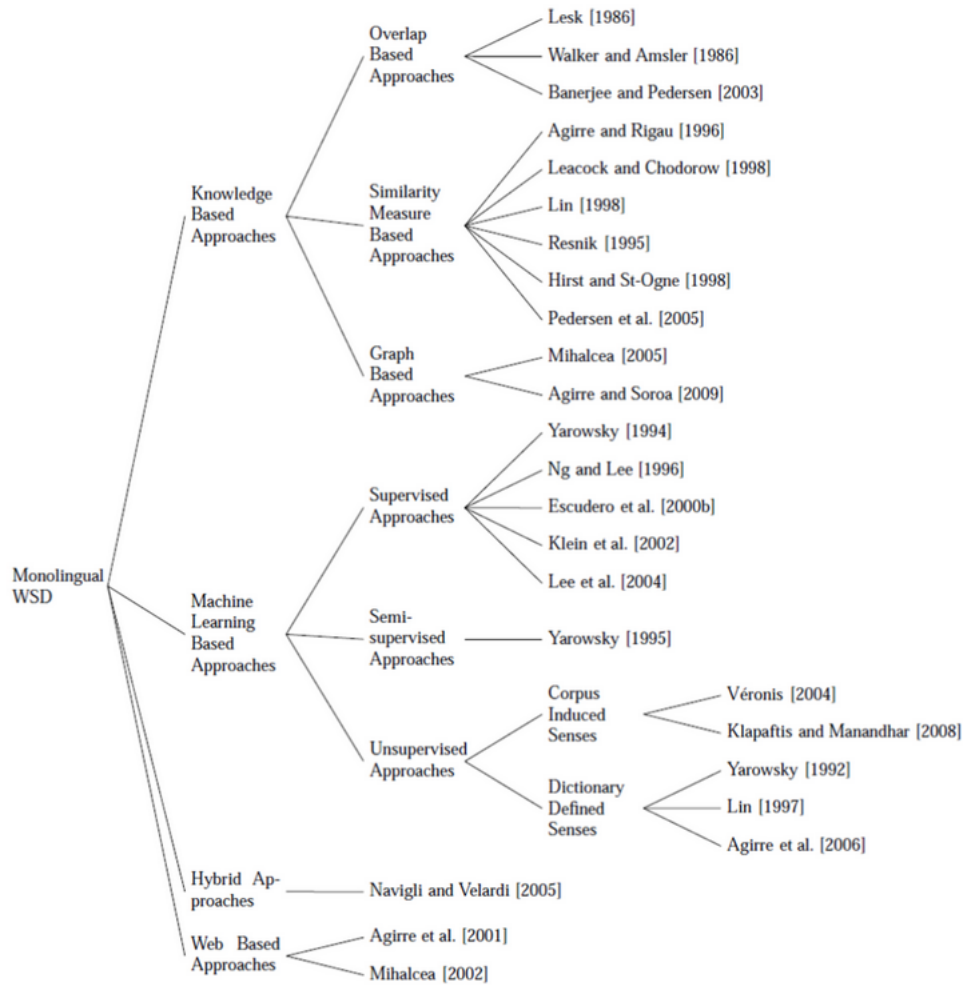 Monolingual
WSD
Knowledge
Based
Approaches
Overlap
Based
Approaches
Lesk [1986]
Walker and Amsler [1986]
Banerjee and Pedersen [2003]
Similarity
Measure
Based
Approaches
Agirre and Rigau [1996]
Leacock and Chodorow [1998]
Lin [1998]
Resnik [1995]
Hirst and St-Ogne [1998]
Pedersen et al. [2005]
Graph
Based
Approaches
Mihalcea [2005]
Agirre and Soroa [2009]
Machine
Learning
Based
Approaches
Supervised
Approaches
Yarowsky [1994]
Ng and Lee [1996]
Escudero et al. [2000b]
Klein et al. [2002]
Lee et al. [2004]
Semi-
supervised
Approaches
Yarowsky [1995]
Unsupervised
Approaches
Corpus
Induced
Senses
Véronis [2004]
Klapaftis and Manandhar [2008]
Dictionary
Defined
Senses
Yarowsky [1992]
Lin [1997]
Agirre et al. [2006]
Hybrid Ap-
proaches
Navigli and Velardi [2005]
Web Based
Approaches
Agirre et al. [2001]
Mihalcea [2002]